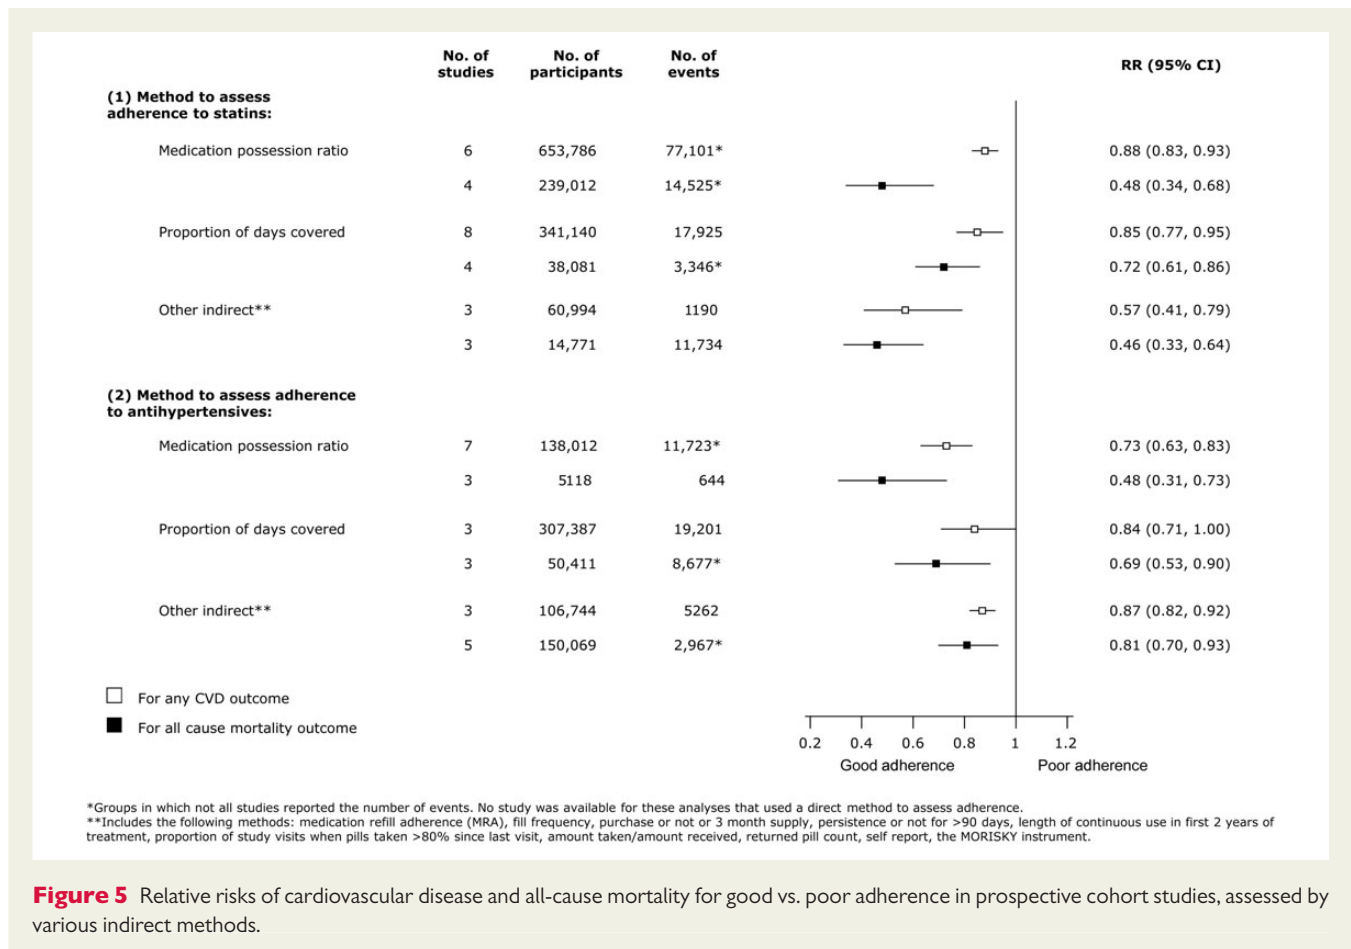 No. of studies No. of participants No. of events RR (95% CI)
(1) Method to assess
adherence to statins:
Medication possession ratio 6 653,786 77,101* 0.88 (0.83, 0.93)
4 239,012 14,525* 0.48 (0.34, 0.68)
Proportion of days covered 8 341,140 17,925 0.85 (0.77, 0.95)
4 38,081 3,346* 0.72 (0.61, 0.86)
Other indirect** 3 60,994 1190 0.57 (0.41, 0.79)
3 14,771 11,734 0.46 (0.33, 0.64)
(2) Method to assess adherence
to antihypertensives:
Medication possession ratio 7 138,012 11,723* 0.73 (0.63, 0.83)
3 5118 644 0.48 (0.31, 0.73)
Proportion of days covered 3 307,387 19,201 0.84 (0.71, 1.00)
3 50,411 8,677* 0.69 (0.53, 0.90)
Other indirect** 3 106,744 5262 0.87 (0.82, 0.92)
5 150,069 2,967* 0.81 (0.70, 0.93)
For any CVD outcome
For all cause mortality outcome
0.2 0.4 0.6 0.8 1 1.2
Good adherence Poor adherence
*Groups in which not all studies reported the number of events. No study was available for these analyses that used a direct method to assess adherence.
**Includes the following methods: medication refill adherence (MRA), fill frequency, purchase or not or 3 month supply, persistence or not for >90 days, length of continuous use in first 2 years of
treatment, proportion of study visits when pills taken >80% since last visit, amount taken/amount received, returned pill count, self report, the MORISKY instrument.
Figure 5 Relative risks of cardiovascular disease and all-cause mortality for good vs. poor adherence in prospective cohort studies, assessed by
various indirect methods.